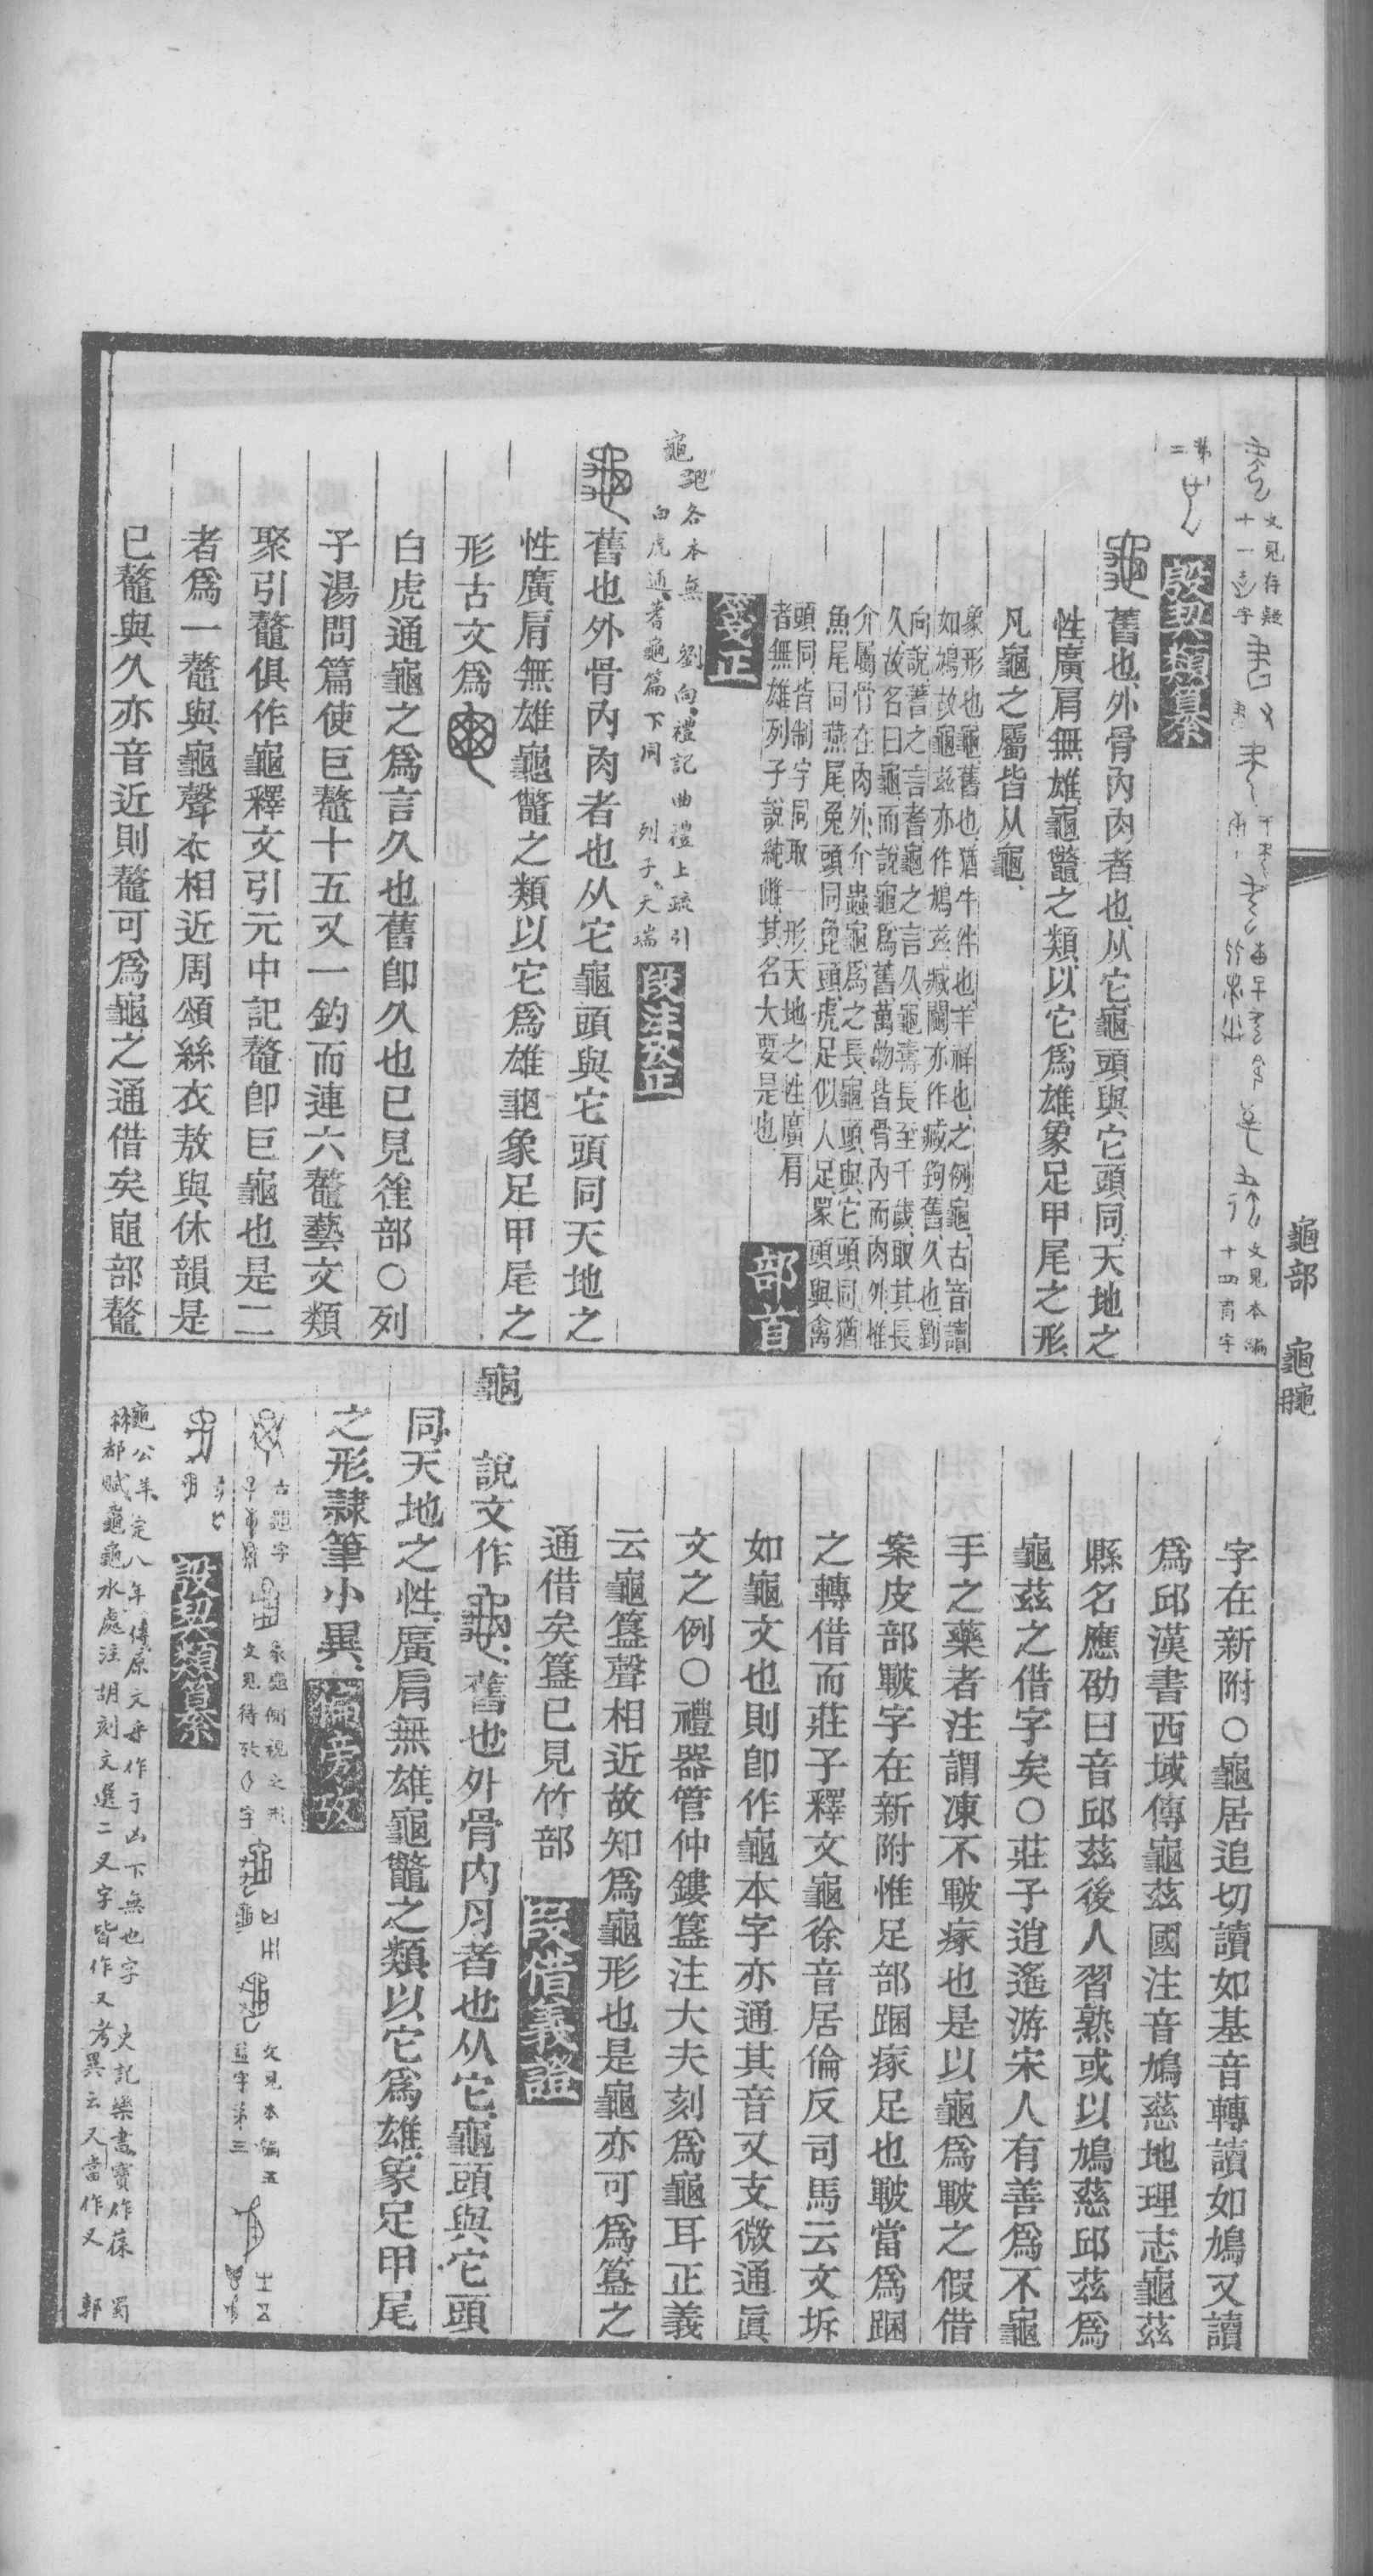 龜部　龜
文見存疑
十一字
文見本編
十四育字
殷契類纂
舊也外骨內肉者也从它龜頭與它頭同天地之
性廣肩無雄龜鼈之類以它爲雄象足甲尾之形
凡龜之屬皆从龜
象形也龜舊也猶牛件也羊祥也之例龜古音讀
如鳩故龜茲亦作鳩茲臧闔亦作臧鉤舊久也劉
向說蓍之言耆龜之言久龜壽長至千歲取其長
久故名曰龜而說龜爲舊萬物皆骨內而肉外惟
介屬骨在肉外介蟲龜爲之長龜頭與它頭同猶
魚尾同燕尾兔頭同㲋頭虎足似人足㲋頭與禽
頭同皆制字同取一形天地之性廣肩
者無雄列子說純雌其名大要是也
部首
箋正
龜　各本無　劉向禮記曲禮上疏引
白虎通蓍龜篇下同　列子天瑞
段注攷正
舊也外骨內肉者也从它龜頭與它頭同天地之
性廣肩無雄龜鼈之類以它爲雄龜象足甲尾之
形古文爲
白虎通龜之爲言久也舊卽久也已見雈部○列
子湯問篇使巨鼇十五又一釣而連六鼇藝文類
聚引鼇俱作龜釋文引元中記鼇卽巨龜也是二
者爲一鼇與龜聲本相近周頌絲衣敖與休韻是
已鼇與久亦音近則鼇可爲龜之通借矣黽部鼇
字在新附○龜居追切讀如基音轉讀如鳩又讀
爲邱漢書西域傳龜茲國注音鳩慈地理志龜茲
縣名應劭曰音邱茲後人習熟或以鳩慈邱茲爲
龜茲之借字矣○莊子逍遙游宋人有善爲不龜
手之藥者注謂凍不皸瘃也是以龜爲皸之假借
案皮部皸字在新附惟足部踞瘃足也皸當爲踞
之轉借而莊子釋文龜徐音居倫反司馬云文坼
如龜文也則卽作龜本字亦通其音又支微通眞
文之例○禮器管仲鏤簋注大夫刻爲龜耳正義
云龜簋聲相近故知爲龜形也是龜亦可爲簋之
通借矣簋已見竹部
叚借義證
龜　說文作　舊也外骨內月者也从它龜頭與它頭
同天地之性廣肩無雄龜鼈之類以它爲雄象足甲尾
之形隸筆小異
偏旁攷
古龜字
象龜側視之形
文見待攷　字
文見本編五
字第三
殷契類纂
龜公羊定八年傳原文　作于　下無也字　史記樂書寶作葆　蜀
都賦龜　水處注胡刻文選二又字皆作又考異云又當作叉　郭